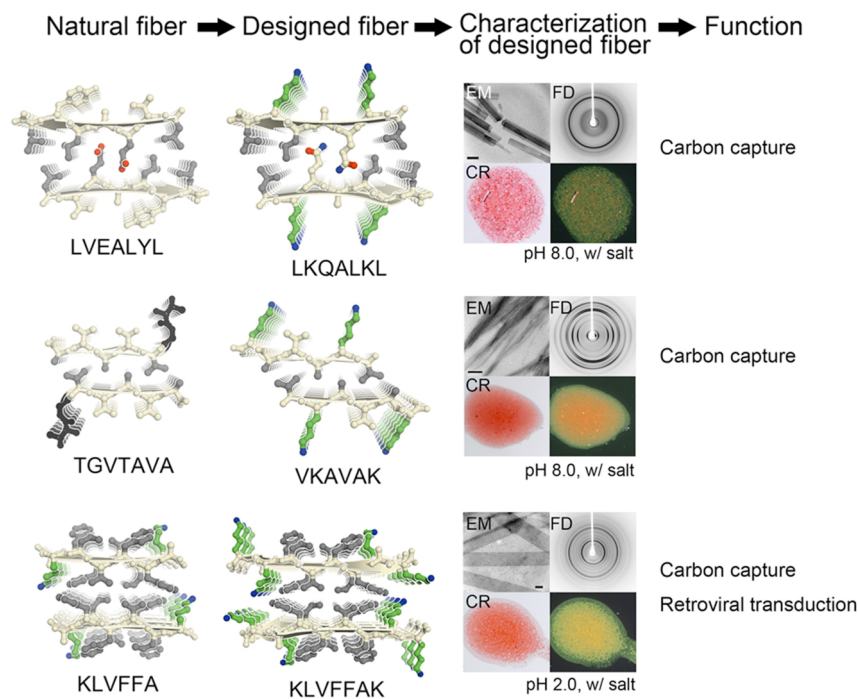 Natural fiber
Designed fiber
Characterization
of designed fiber
Function
EM
FD
CR
LVEALYL
LKQALKL
pH 8.0, w/ salt
Carbon capture
EM
FD
CR
TGVTAVA
VKAVAK
pH 8.0, w/ salt
Carbon capture
EM
FD
CR
KLVFFA
KLVFFAK
pH 2.0, w/ salt
Carbon capture
Retroviral transduction